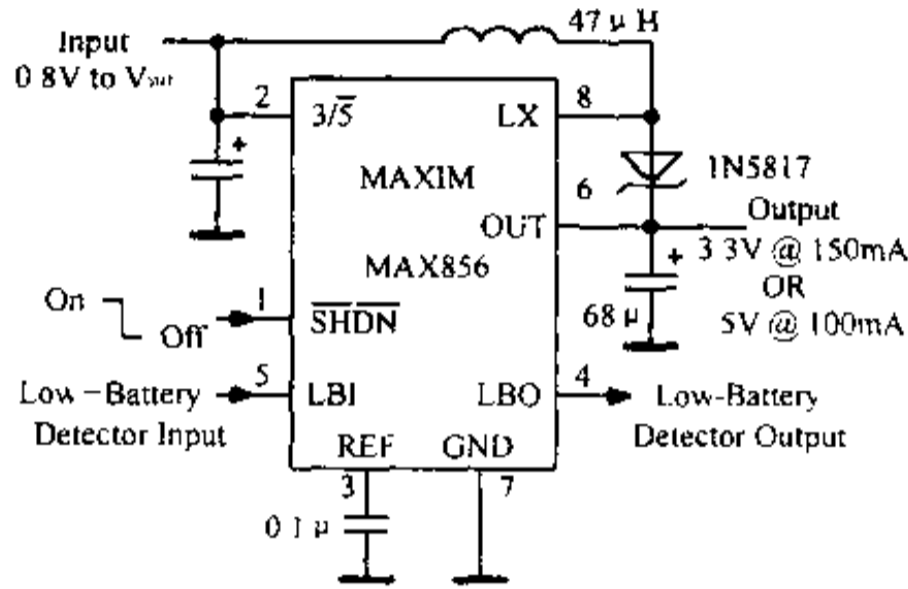 47 μ H
Input
0 8V to Vout
2
3/5̅
LX
8
MAXIM
1N5817
6
OUT
Output
MAX856
3 3V @ 150mA
OR
On
Off
1
S̅H̅D̅N̅
68 μ
5V @ 100mA
5
LBI
LBO
4
Low-Battery
Detector Input
Low-Battery
Detector Output
REF
GND
3
7
0 1 μ